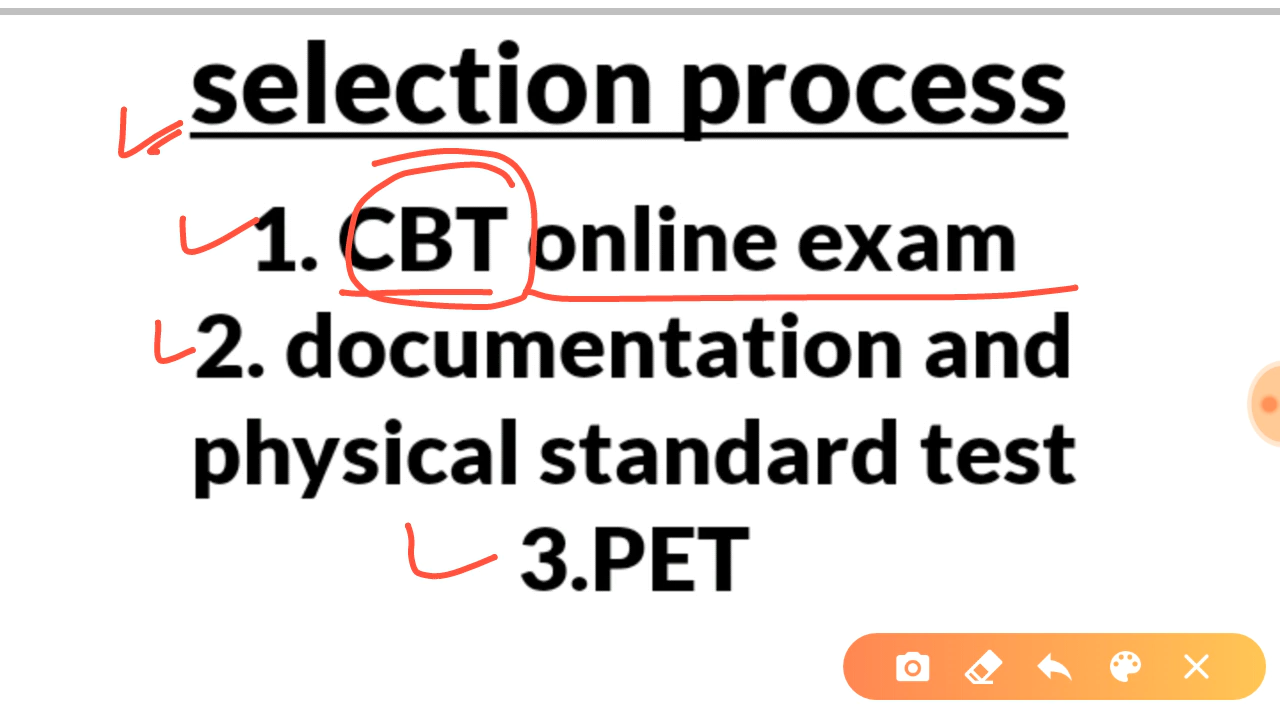 selection process
1. CBT online exam
2. documentation and
physical standard test
3.PET